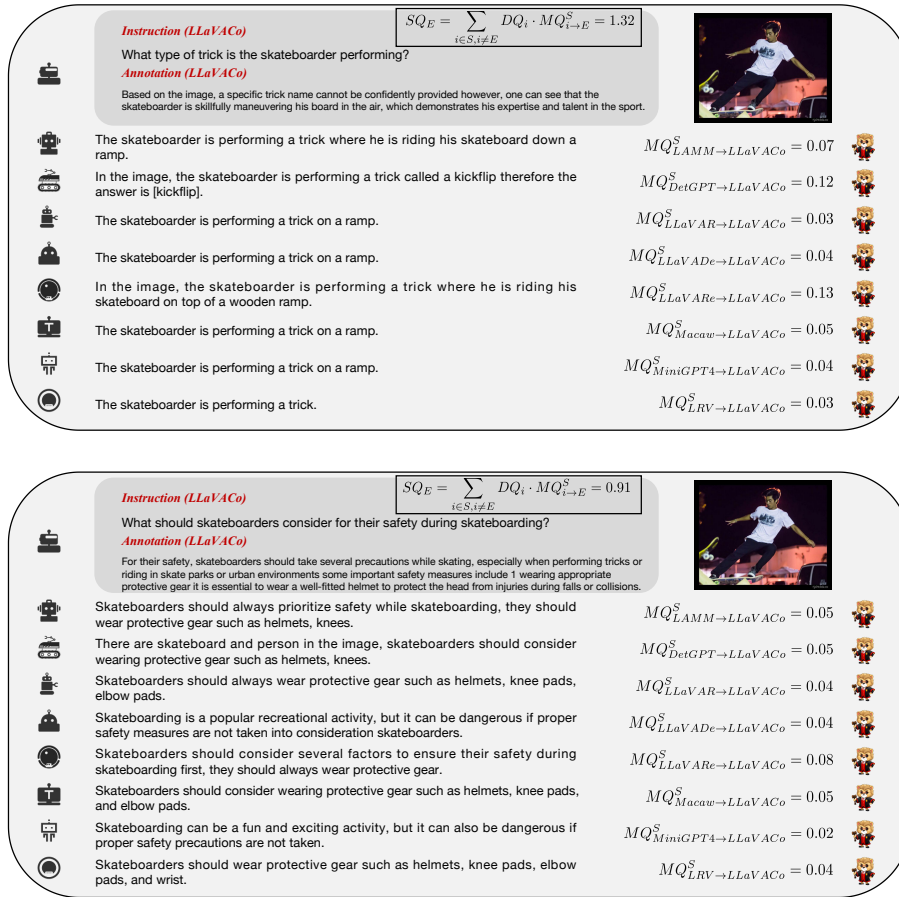 Instruction (LLaVACo)
SQ_E = ∑_{i∈S,i≠E} DQ_i · MQ^S_{i→E} = 1.32
What type of trick is the skateboarder performing?
Annotation (LLaVACo)
Based on the image, a specific trick name cannot be confidently provided however, one can see that the
skateboarder is skillfully maneuvering his board in the air, which demonstrates his expertise and talent in the sport.
The skateboarder is performing a trick where he is riding his skateboard down a
ramp.
MQ^S_{LAMM→LLaVACo} = 0.07
In the image, the skateboarder is performing a trick called a kickflip therefore the
answer is [kickflip].
MQ^S_{DetGPT→LLaVACo} = 0.12
The skateboarder is performing a trick on a ramp.
MQ^S_{LLaVAR→LLaVACo} = 0.03
The skateboarder is performing a trick on a ramp.
MQ^S_{LLaVADe→LLaVACo} = 0.04
In the image, the skateboarder is performing a trick where he is riding his
skateboard on top of a wooden ramp.
MQ^S_{LLaVARe→LLaVACo} = 0.13
The skateboarder is performing a trick on a ramp.
MQ^S_{Macaw→LLaVACo} = 0.05
The skateboarder is performing a trick on a ramp.
MQ^S_{MiniGPT4→LLaVACo} = 0.04
The skateboarder is performing a trick.
MQ^S_{LRV→LLaVACo} = 0.03
Instruction (LLaVACo)
SQ_E = ∑_{i∈S,i≠E} DQ_i · MQ^S_{i→E} = 0.91
What should skateboarders consider for their safety during skateboarding?
Annotation (LLaVACo)
For their safety, skateboarders should take several precautions while skating, especially when performing tricks or
riding in skate parks or urban environments some important safety measures include 1 wearing appropriate
protective gear it is essential to wear a well-fitted helmet to protect the head from injuries during falls or collisions.
Skateboarders should always prioritize safety while skateboarding, they should
wear protective gear such as helmets, knees.
MQ^S_{LAMM→LLaVACo} = 0.05
There are skateboard and person in the image, skateboarders should consider
wearing protective gear such as helmets, knees.
MQ^S_{DetGPT→LLaVACo} = 0.05
Skateboarders should always wear protective gear such as helmets, knee pads,
elbow pads.
MQ^S_{LLaVAR→LLaVACo} = 0.04
Skateboarding is a popular recreational activity, but it can be dangerous if proper
safety measures are not taken into consideration skateboarders.
MQ^S_{LLaVADe→LLaVACo} = 0.04
Skateboarders should consider several factors to ensure their safety during
skateboarding first, they should always wear protective gear.
MQ^S_{LLaVARe→LLaVACo} = 0.08
Skateboarders should consider wearing protective gear such as helmets, knee pads,
and elbow pads.
MQ^S_{Macaw→LLaVACo} = 0.05
Skateboarding can be a fun and exciting activity, but it can also be dangerous if
proper safety precautions are not taken.
MQ^S_{MiniGPT4→LLaVACo} = 0.02
Skateboarders should wear protective gear such as helmets, knee pads, elbow
pads, and wrist.
MQ^S_{LRV→LLaVACo} = 0.04